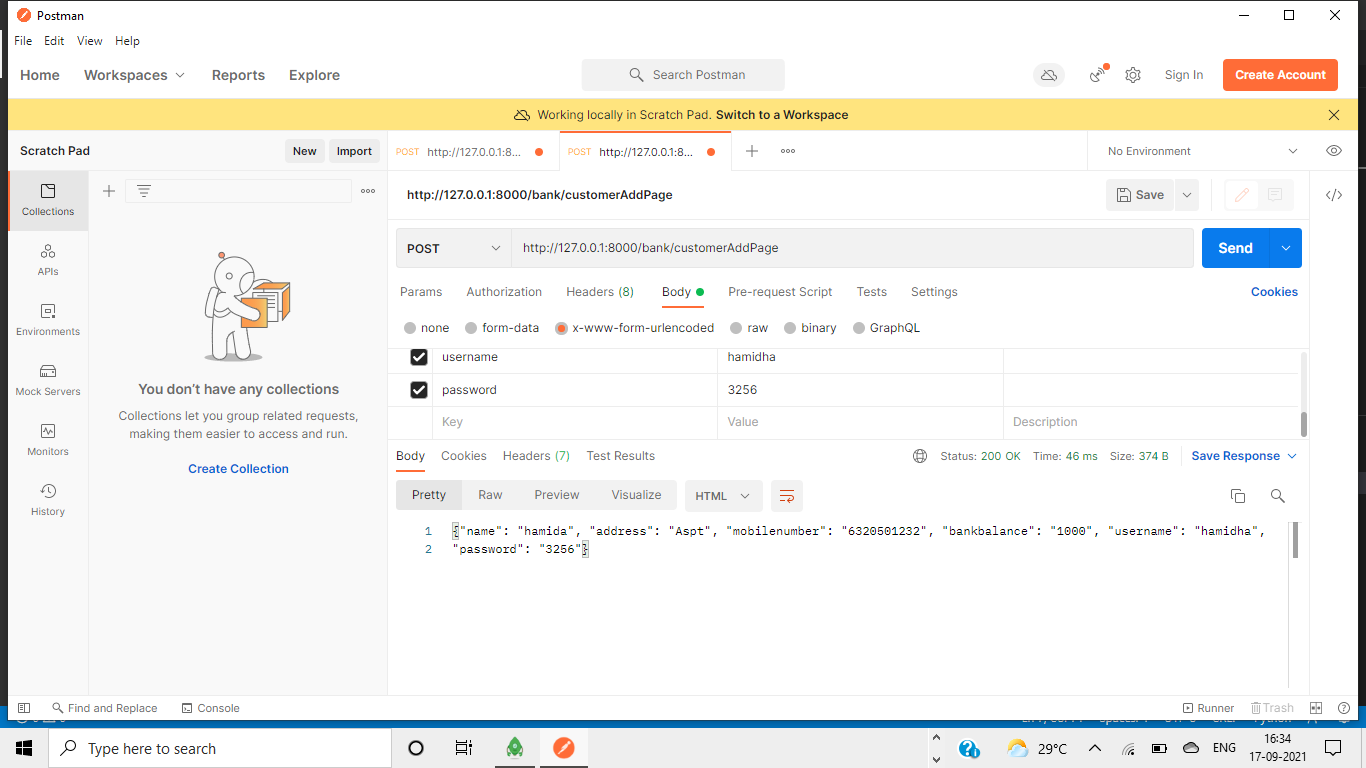 Postman
File Edit View Help
Home Workspaces Reports Explore Search Postman Sign In Create Account
Working locally in Scratch Pad. Switch to a Workspace
Scratch Pad New Import POST http://127.0.0.1:8... POST http://127.0.0.1:8... No Environment
http://127.0.0.1:8000/bank/customerAddPage Save
Collections
POST http://127.0.0.1:8000/bank/customerAddPage Send
APIs
Params Authorization Headers (8) Body Pre-request Script Tests Settings Cookies
Environments
none form-data x-www-form-urlencoded raw binary GraphQL
username hamidha
Mock Servers
password 3256
You don't have any collections
Collections let you group related requests,
making them easier to access and run.
Key Value Description
Monitors
Create Collection
Body Cookies Headers (7) Test Results Status: 200 OK Time: 46 ms Size: 374 B Save Response
History
Pretty Raw Preview Visualize HTML
1 {"name": "hamida", "address": "Aspt", "mobilenumber": "6320501232", "bankbalance": "1000", "username": "hamidha",
2 "password": "3256"}
Find and Replace Console Runner Trash
Type here to search 29°C ENG 16:34
17-09-2021